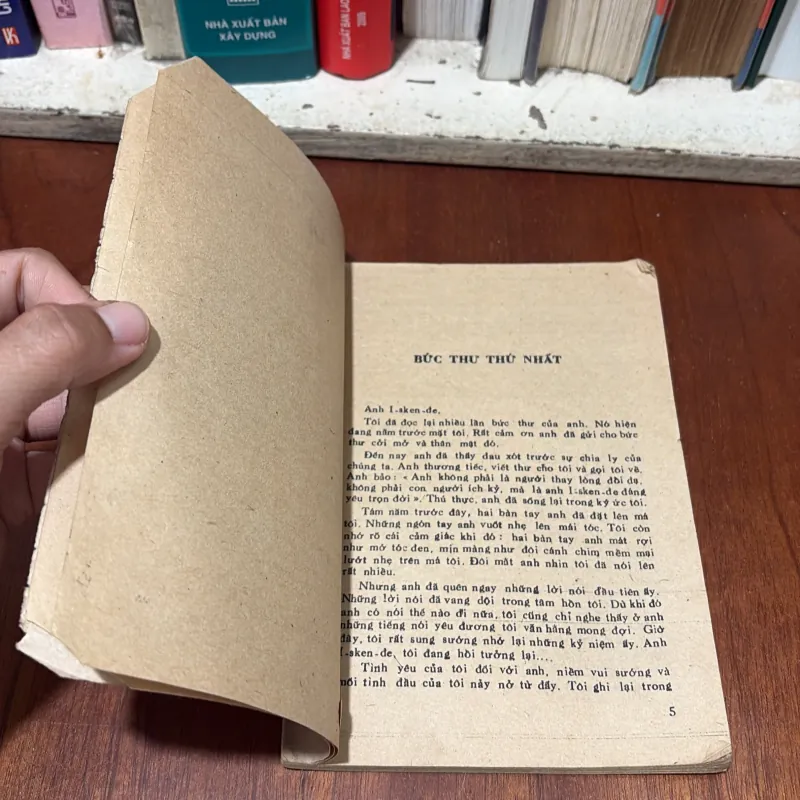 NHÀ XUẤT BẢN
XÂY DỰNG
NHÀ XUẤT BẢN LAO
2009
BỨC THƯ THỨ NHẤT
Anh I-sken-de,
Tôi đã đọc lại nhiều lần bức thư của anh. Nó hiện
đang nằm trước mặt tôi. Rất cảm ơn anh đã gửi cho bức
thư cởi mở và thân mật đó.
Đến nay anh đã thấy đau xót trước sự chia ly của
chúng ta. Anh thương tiếc, viết thư cho tôi và gọi tôi về.
Anh bảo: « Anh không phải là người thay lòng đổi dạ,
không phải con người ích kỷ, mà là anh I-sken-de đáng
yêu trọn đời ». Thú thực, anh đã sống lại trong ký ức tôi.
Tám năm trước đây, hai bàn tay anh đã đặt lên má
tôi. Những ngón tay anh vuốt nhẹ lên mái tóc. Tôi còn
nhớ rõ cái cảm giác khi đó : hai bàn tay anh mát rợi
như mớ tóc đen, mịn màng như đôi cánh chim mềm mại
lướt nhẹ trên má tôi. Đôi mắt anh nhìn tôi đã nói lên
rất nhiều.
Nhưng anh đã quên ngay những lời nói đầu tiên ấy.
Những lời nói đã vang dội trong tâm hồn tôi. Dù khi đó
anh có nói thế nào đi nữa, tôi cũng chỉ nghe thấy ở anh
những tiếng nói yêu đương tôi vẫn hằng mong đợi. Giờ
đây, tôi rất sung sướng nhớ lại những kỷ niệm ấy. Anh
I-sken-de, tôi đang hồi tưởng lại....
Tình yêu của tôi đối với anh, niềm vui sướng và
mối tình đầu của tôi nảy nở từ đấy. Tôi ghi lại trong
5